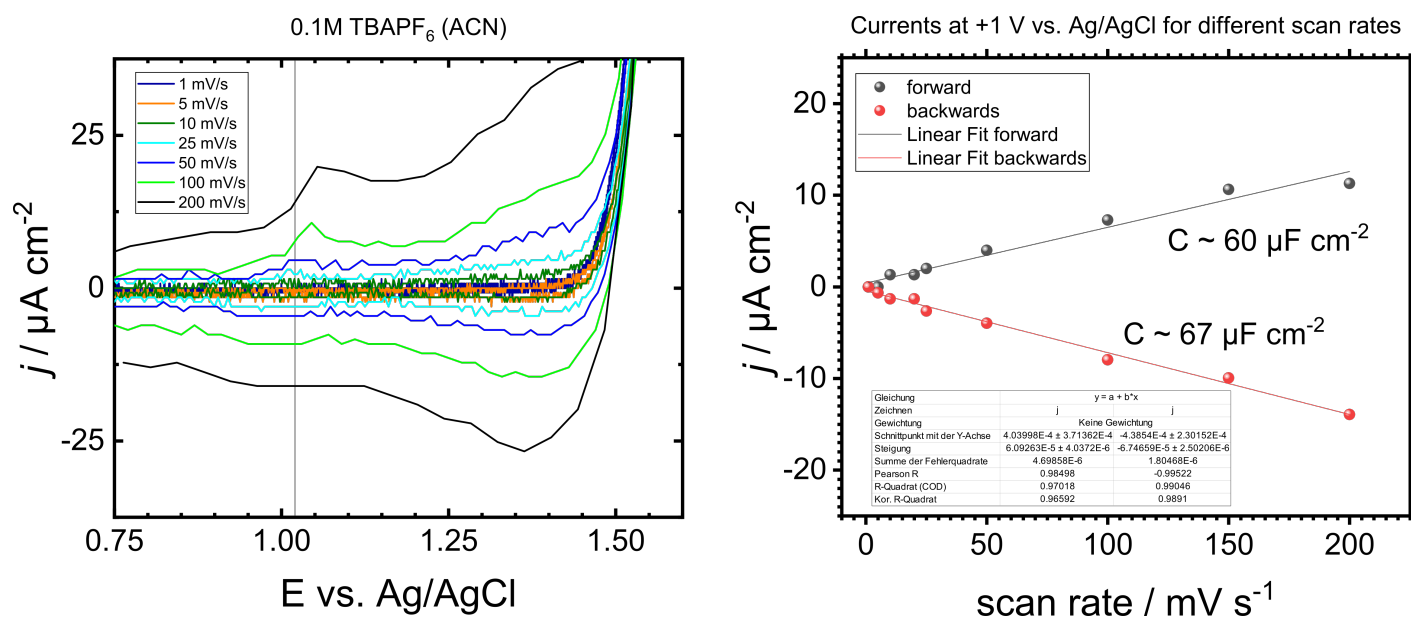 0.1M TBAPF6 (ACN)
1 mV/s
5 mV/s
10 mV/s
25 mV/s
50 mV/s
100 mV/s
200 mV/s
25
0
-25
j / µA cm-2
0.75
1.00
1.25
1.50
E vs. Ag/AgCl
Currents at +1 V vs. Ag/AgCl for different scan rates
forward
backwards
Linear Fit forward
Linear Fit backwards
20
10
0
-10
-20
j / µA cm-2
C ~ 60 µF cm-2
C ~ 67 µF cm-2
Gleichung y = a + b*x
Zeichnen j j
Gewichtung Keine Gewichtung
Schnittpunkt mit der Y-Achse 4.03998E-4 ± 3.71362E-4 -4.3854E-4 ± 2.30152E-4
Steigung 6.09263E-5 ± 4.0372E-6 -6.74659E-5 ± 2.50206E-6
Summe der Fehlerquadrate 4.69858E-6 1.80468E-6
Pearson R 0.98498 -0.99522
R-Quadrat (COD) 0.97018 0.99046
Kor. R-Quadrat 0.96592 0.9891
0
50
100
150
200
scan rate / mV s-1